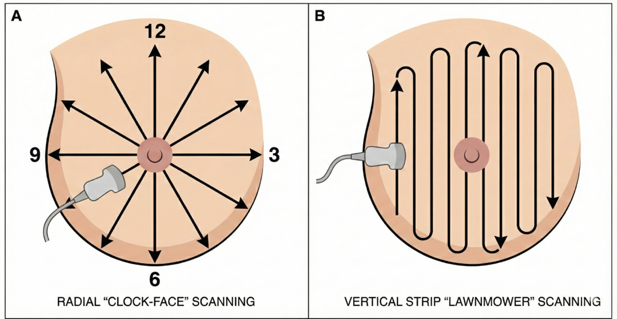 A
12
9
3
6
RADIAL "CLOCK-FACE" SCANNING
B
VERTICAL STRIP "LAWNMOWER" SCANNING